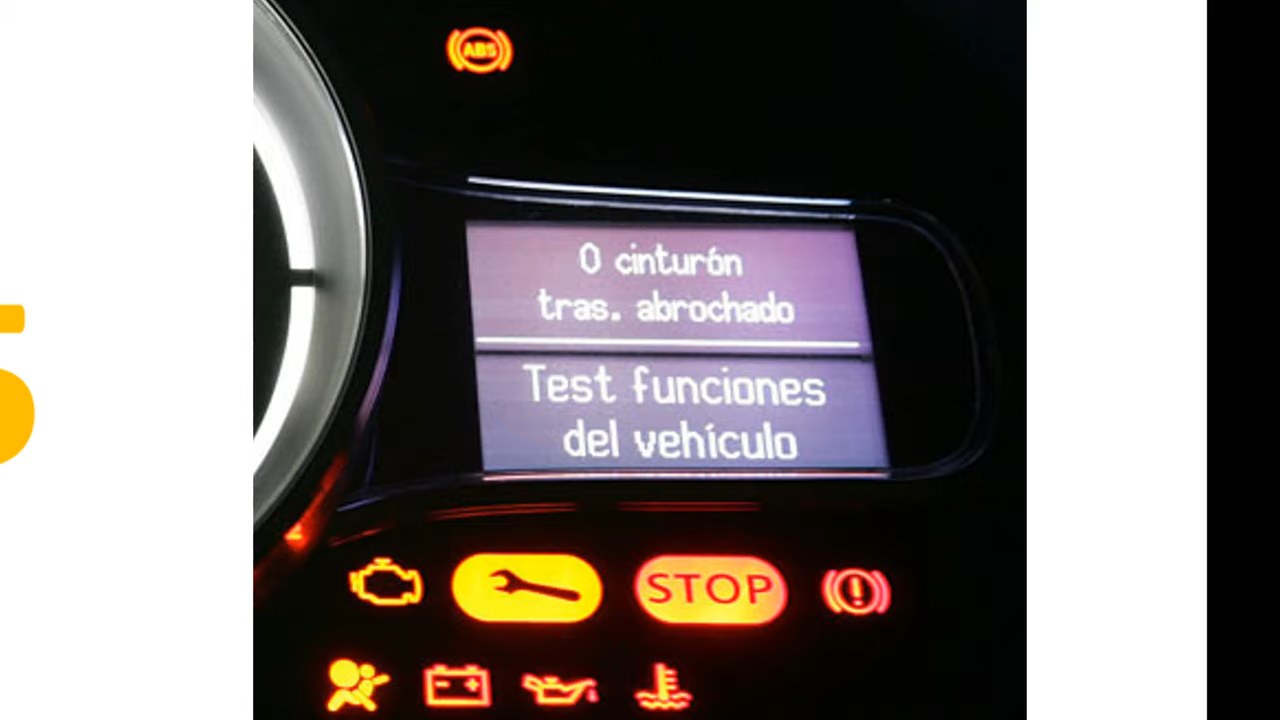 ABS
0 cinturón
tras. abrochado
Test funciones
del vehículo
STOP